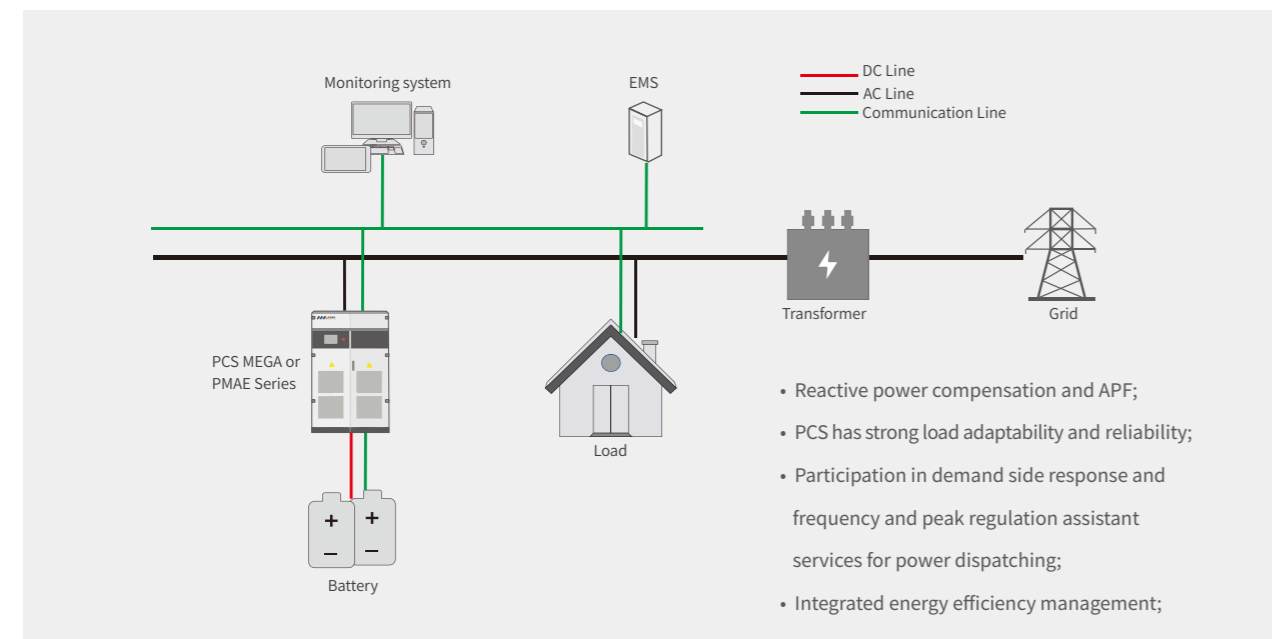 Monitoring system
EMS
DC Line
AC Line
Communication Line
Transformer
Grid
PCS MEGA or
PMAE Series
Load
Battery
+
–
+
–
• Reactive power compensation and APF;
• PCS has strong load adaptability and reliability;
• Participation in demand side response and
frequency and peak regulation assistant
services for power dispatching;
• Integrated energy efficiency management;